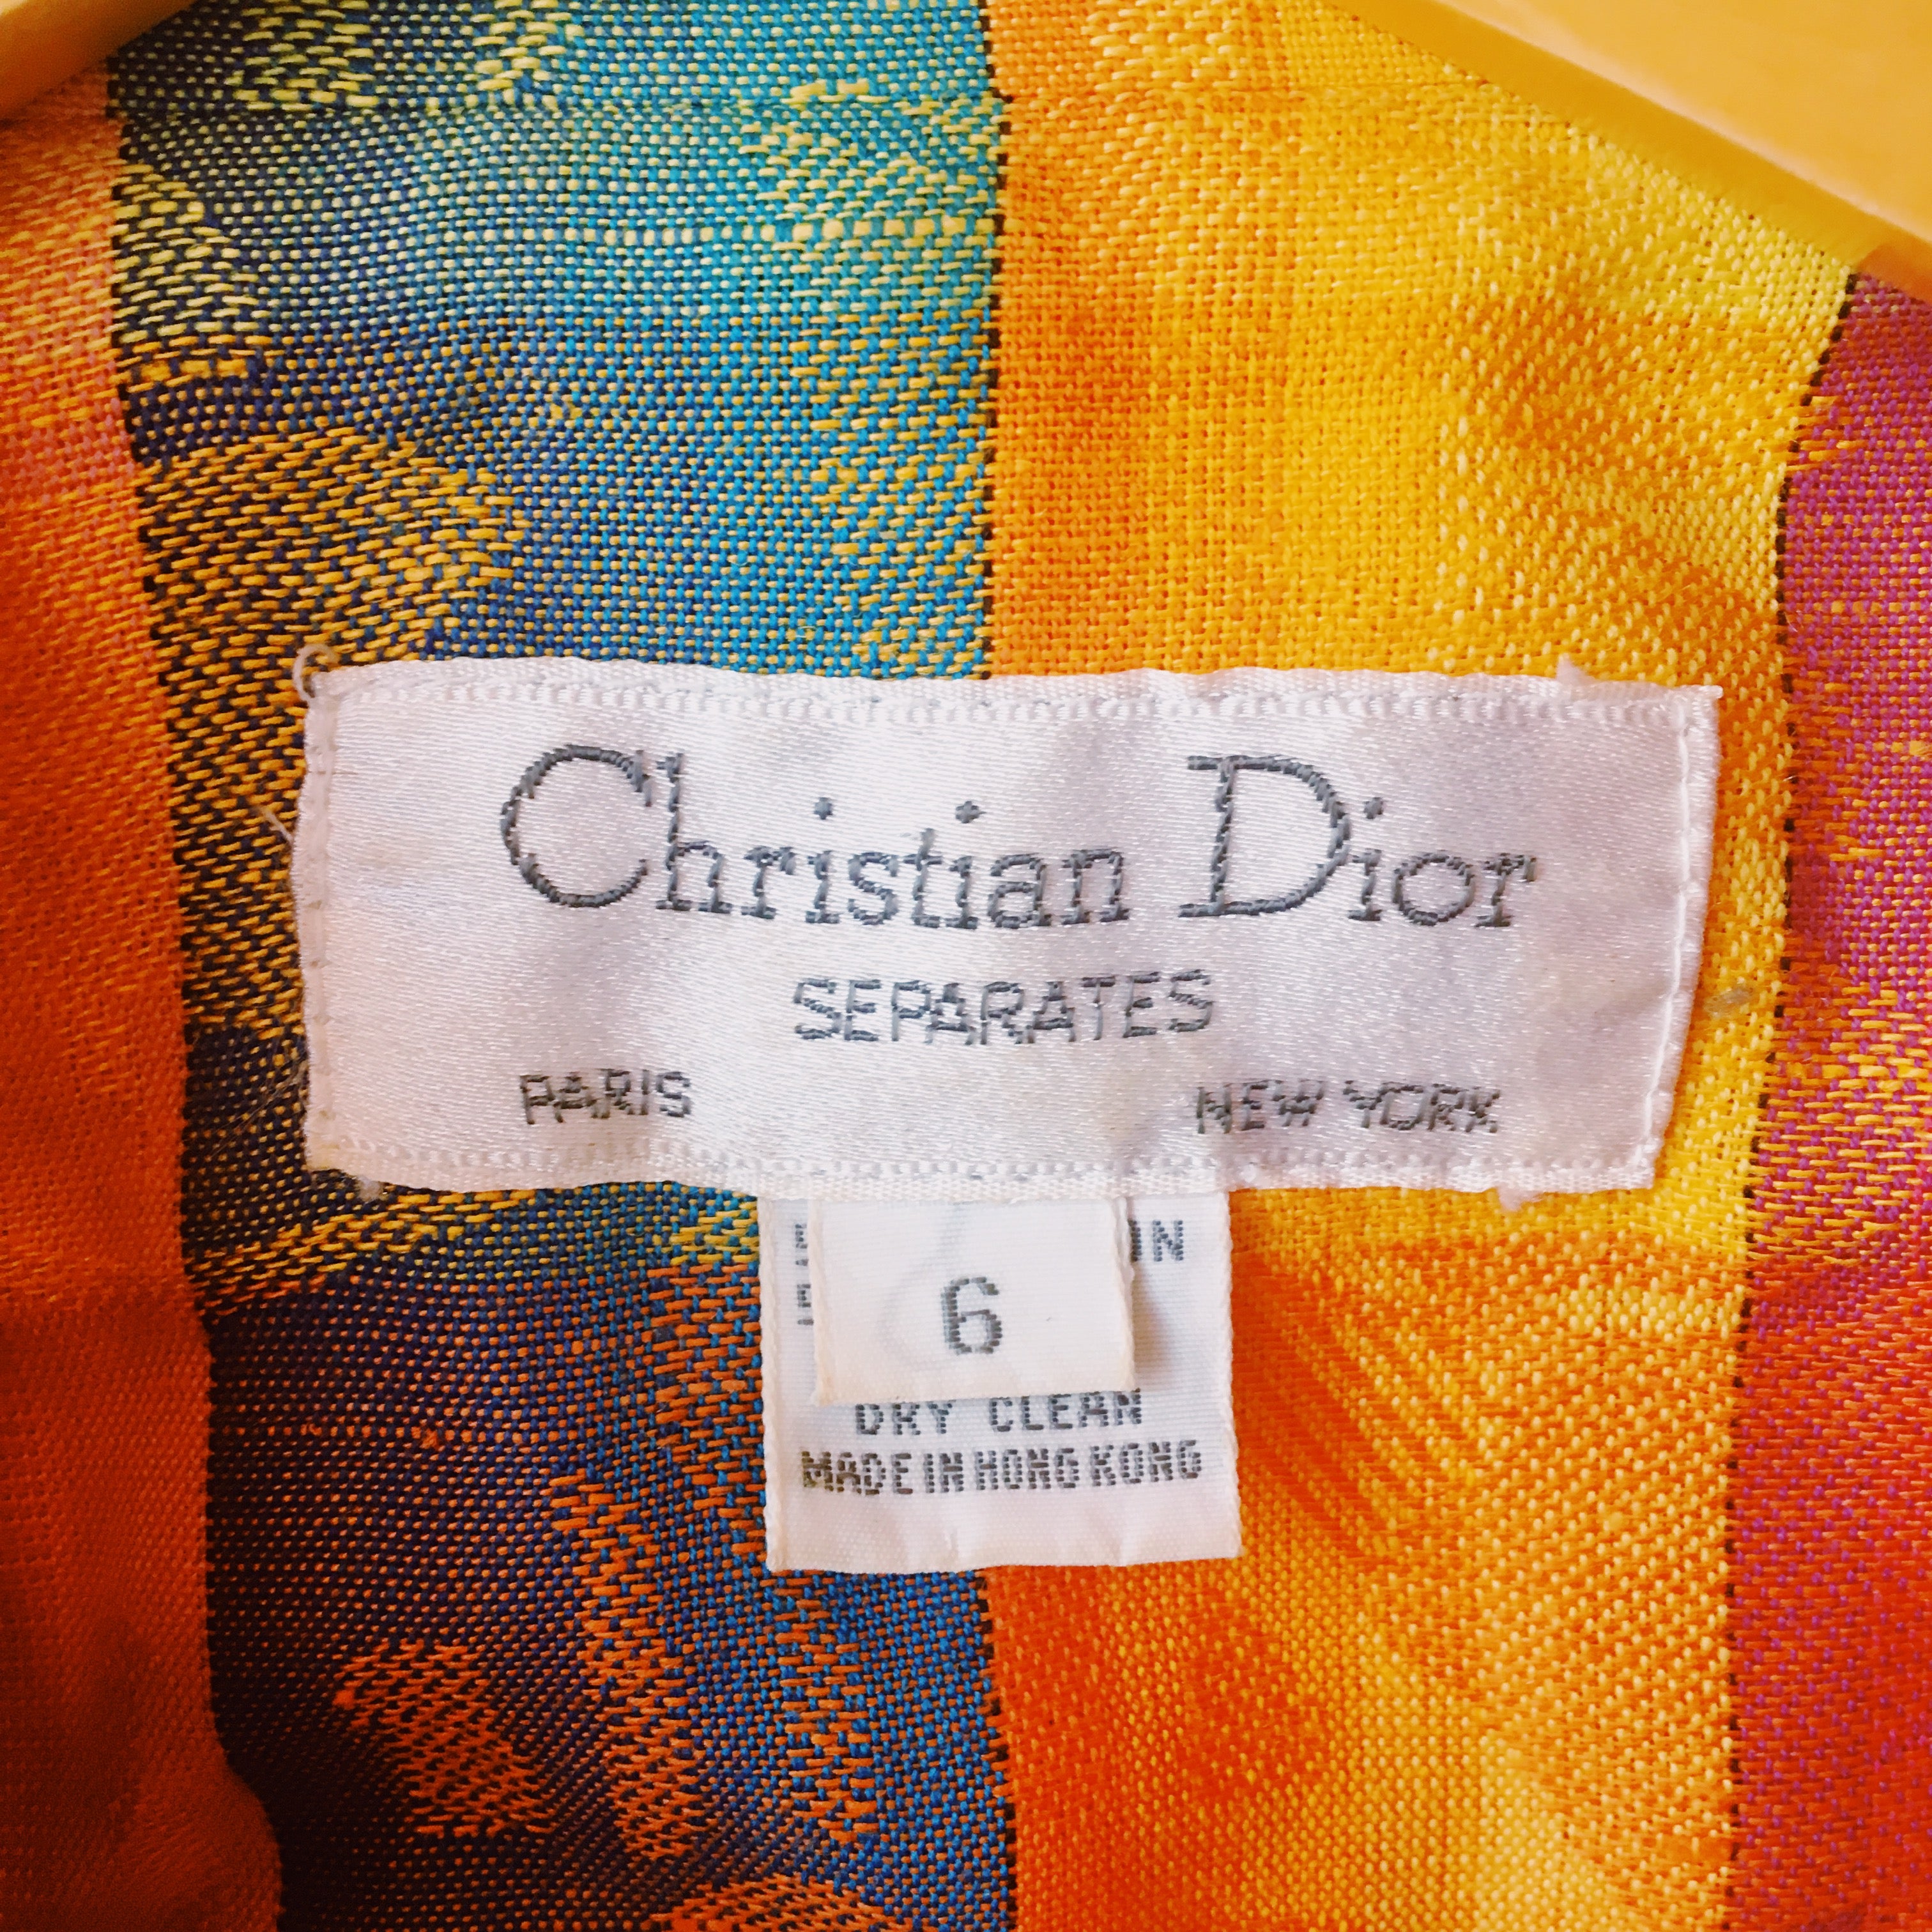 Christian Dior
SEPARATES
PARIS NEW YORK
6
DRY CLEAN
MADE IN HONG KONG